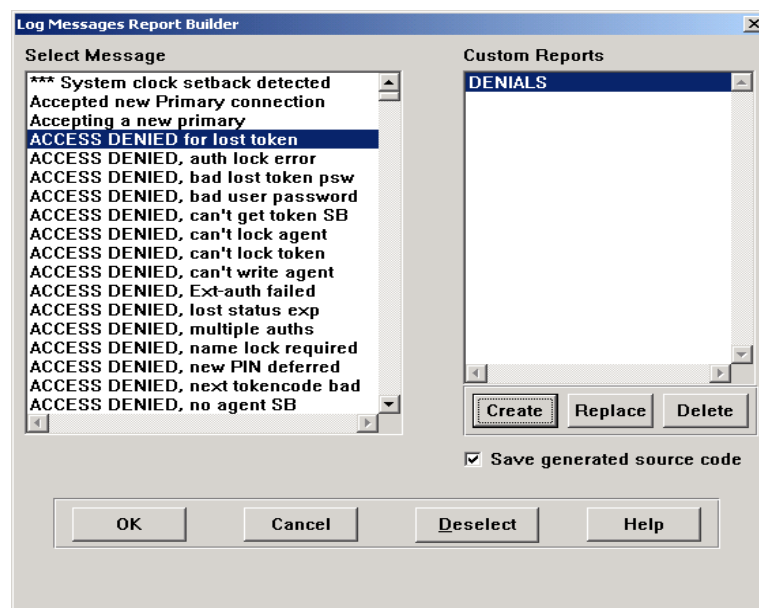 Log Messages Report Builder
Select Message
*** System clock setback detected
Accepted new Primary connection
Accepting a new primary
ACCESS DENIED for lost token
ACCESS DENIED, auth lock error
ACCESS DENIED, bad lost token psw
ACCESS DENIED, bad user password
ACCESS DENIED, can't get token SB
ACCESS DENIED, can't lock agent
ACCESS DENIED, can't lock token
ACCESS DENIED, can't write agent
ACCESS DENIED, Ext-auth failed
ACCESS DENIED, lost status exp
ACCESS DENIED, multiple auths
ACCESS DENIED, name lock required
ACCESS DENIED, new PIN deferred
ACCESS DENIED, next tokencode bad
ACCESS DENIED, no agent SB
Custom Reports
DENIALS
Create Replace Delete
Save generated source code
OK Cancel Deselect Help